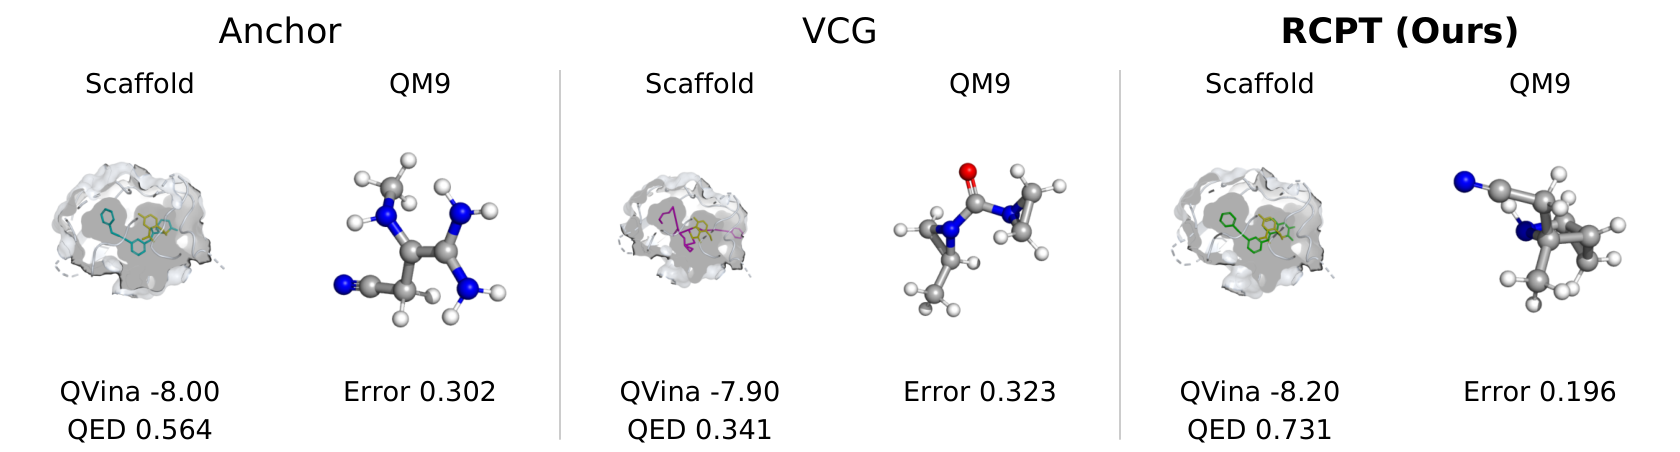 Anchor
VCG
RCPT (Ours)
Scaffold
QM9
Scaffold
QM9
Scaffold
QM9
QVina -8.00
Error 0.302
QVina -7.90
Error 0.323
QVina -8.20
Error 0.196
QED 0.564
QED 0.341
QED 0.731